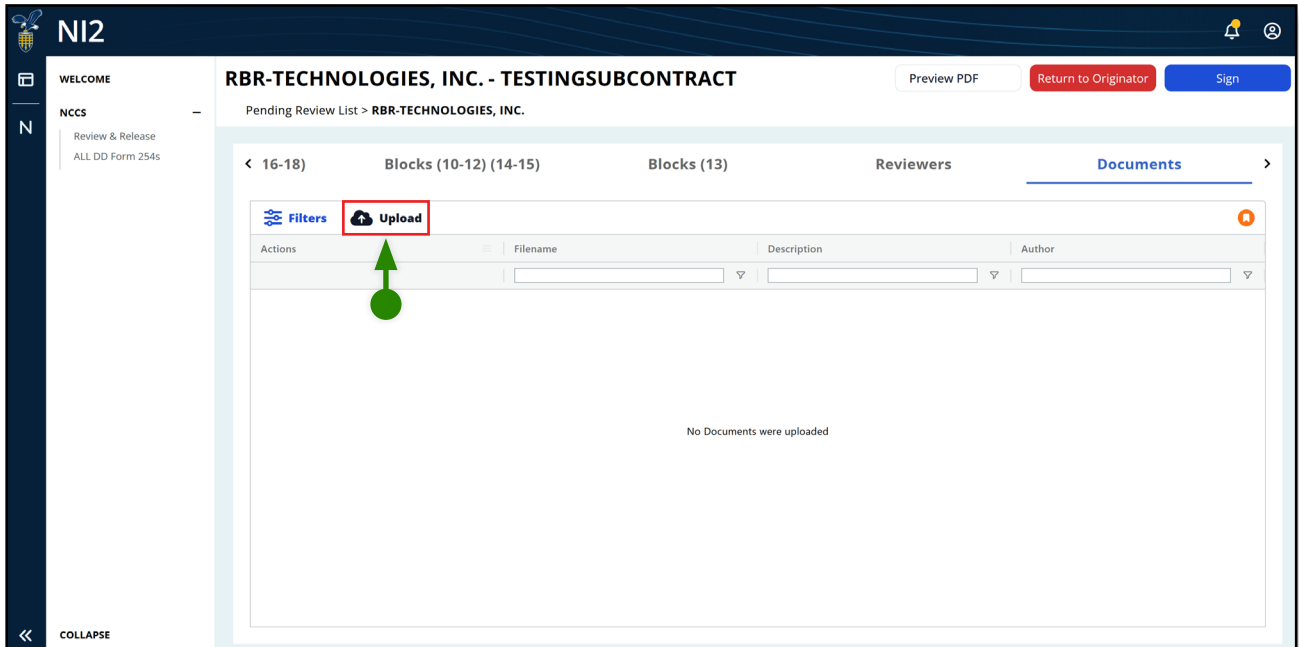 NI2
WELCOME
NCCS
Review & Release
ALL DD Form 254s
N
COLLAPSE
RBR-TECHNOLOGIES, INC. - TESTINGSUBCONTRACT
Preview PDF
Return to Originator
Sign
Pending Review List > RBR-TECHNOLOGIES, INC.
16-18) Blocks (10-12) (14-15) Blocks (13) Reviewers Documents
Filters Upload
Actions Filename Description Author
No Documents were uploaded